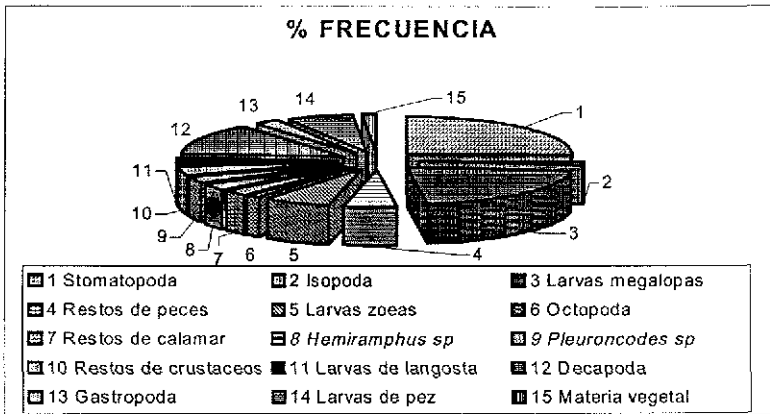 % FRECUENCIA
15
14
13
12
1
11
2
10
9
3
8
4
7
6
5
1 Stomatopoda 2 Isopoda 3 Larvas megalopas
4 Restos de peces 5 Larvas zoeas 6 Octopoda
7 Restos de calamar 8 Hemiramphus sp 9 Pleuroncodes sp
10 Restos de crustaceos 11 Larvas de langosta 12 Decapoda
13 Gastropoda 14 Larvas de pez 15 Materia vegetal